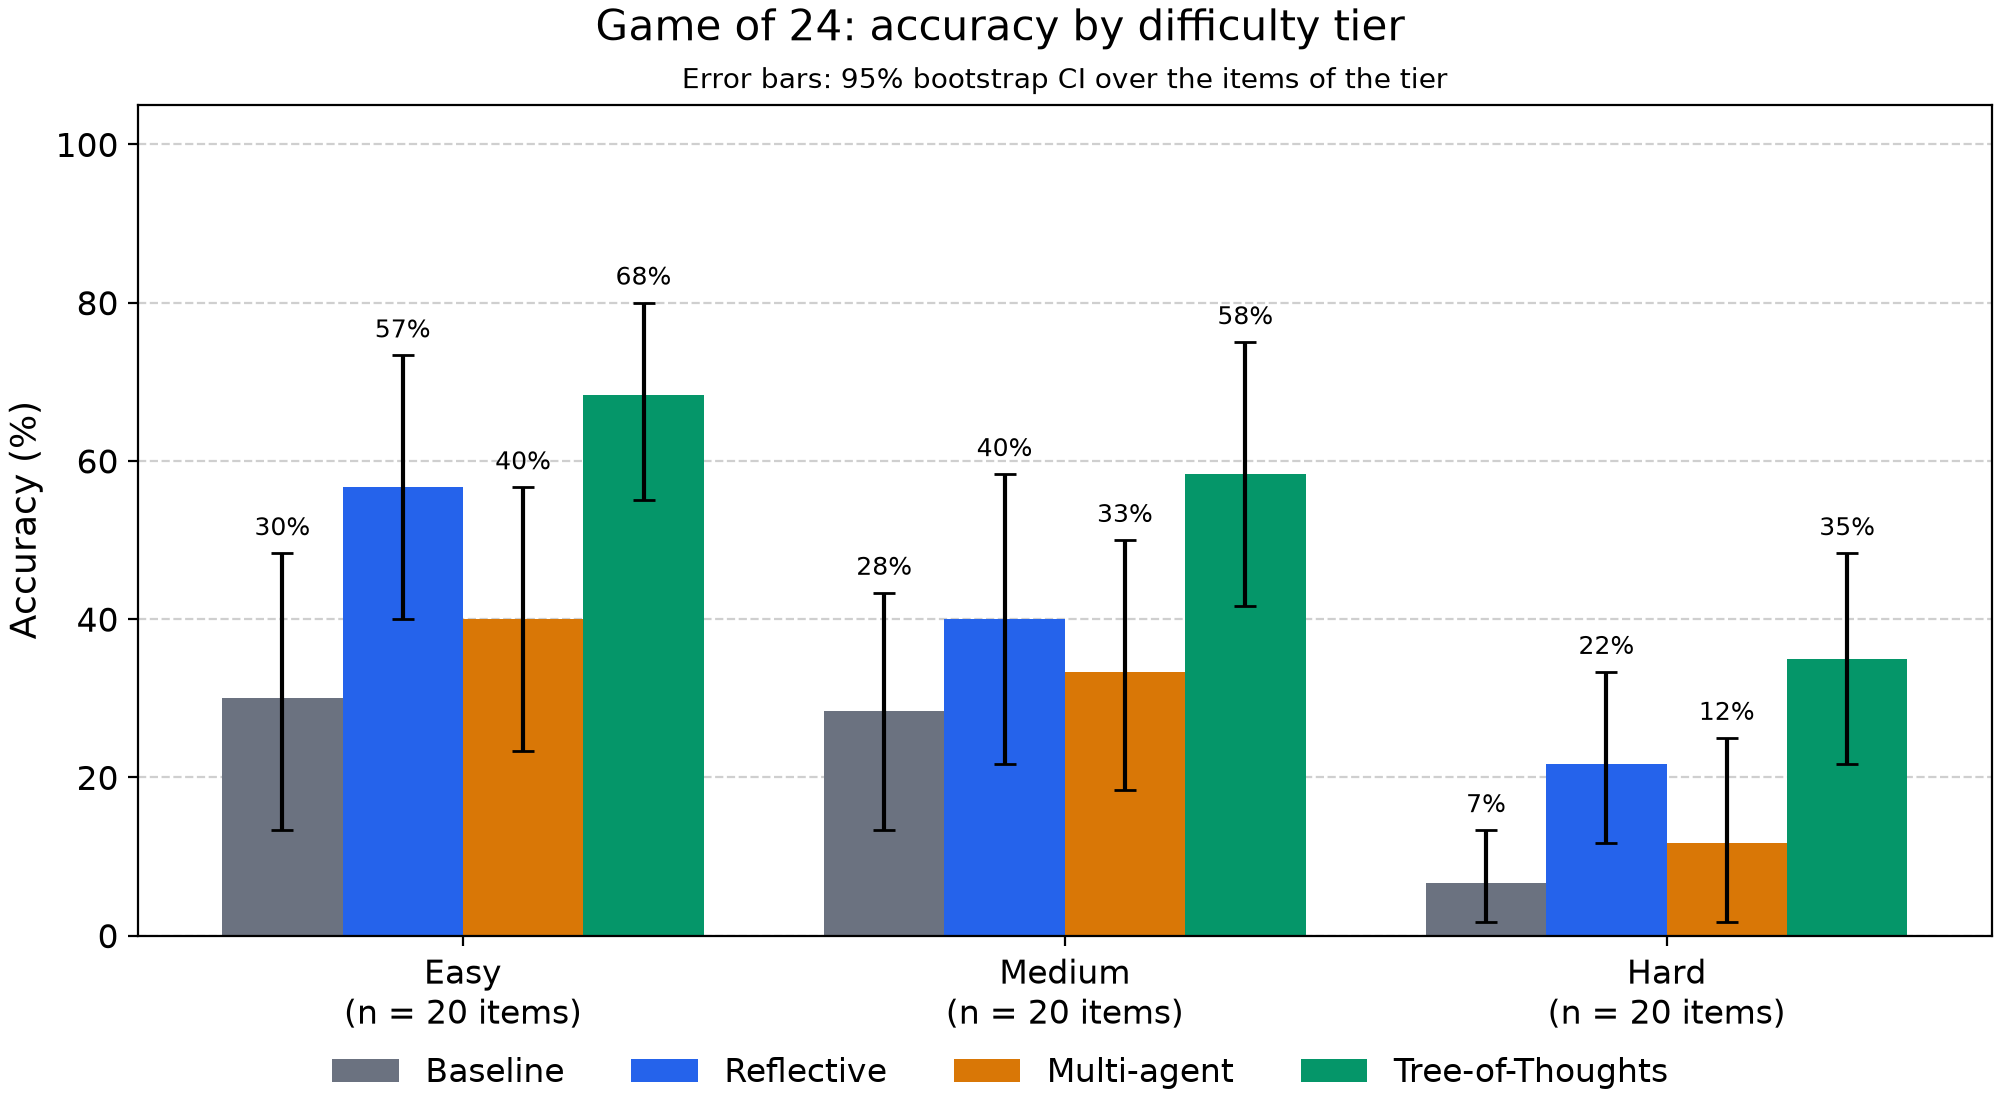 Game of 24: accuracy by difficulty tier
Error bars: 95% bootstrap CI over the items of the tier
Accuracy (%)
100
80
60
40
20
0
30%
57%
40%
68%
28%
40%
33%
58%
7%
22%
12%
35%
Easy
(n = 20 items)
Medium
(n = 20 items)
Hard
(n = 20 items)
Baseline
Reflective
Multi-agent
Tree-of-Thoughts